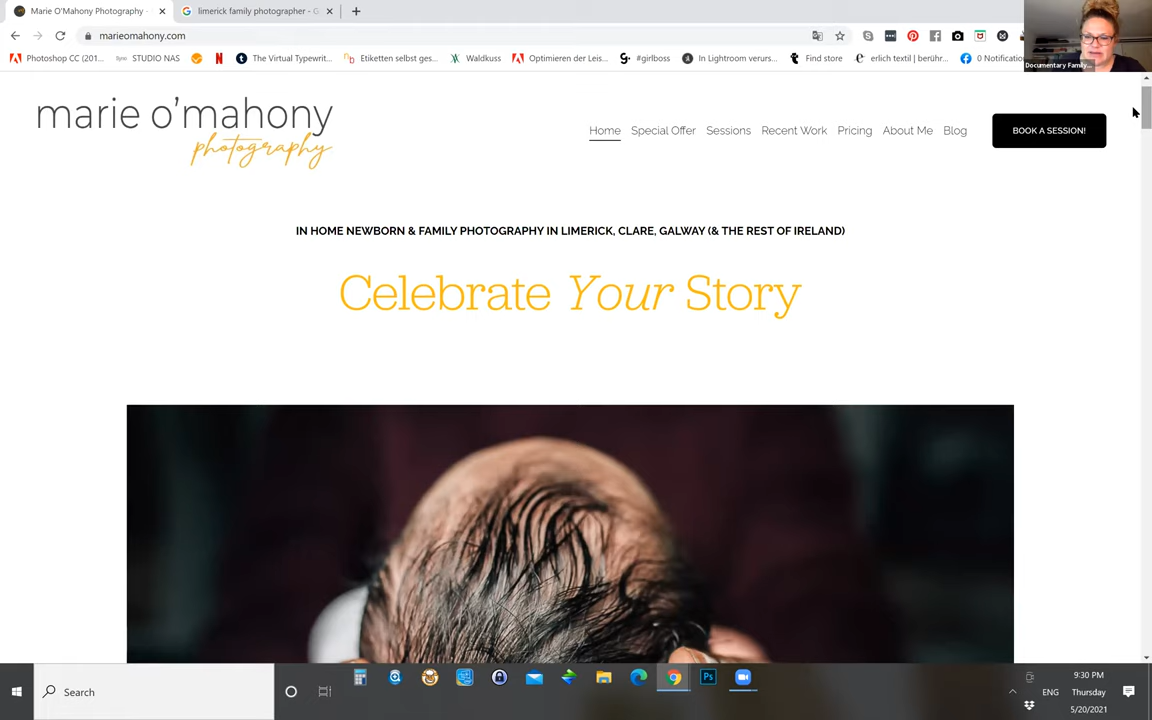 Marie O'Mahony Photography -
limerick family photographer - G
marieomahony.com
Photoshop CC (201...
Sync
STUDIO NAS
The Virtual Typewrit...
Etiketten selbst ges...
Waldkuss
Optimieren der Leis...
#girlboss
In Lightroom verurs...
Find store
erlich textil | berühr...
0 Notification
Documentary Family...
marie o'mahony
photography
Home
Special Offer
Sessions
Recent Work
Pricing
About Me
Blog
BOOK A SESSION!
IN HOME NEWBORN & FAMILY PHOTOGRAPHY IN LIMERICK, CLARE, GALWAY (& THE REST OF IRELAND)
Celebrate Your Story
Search
Ps
ENG
9:30 PM
Thursday
5/20/2021